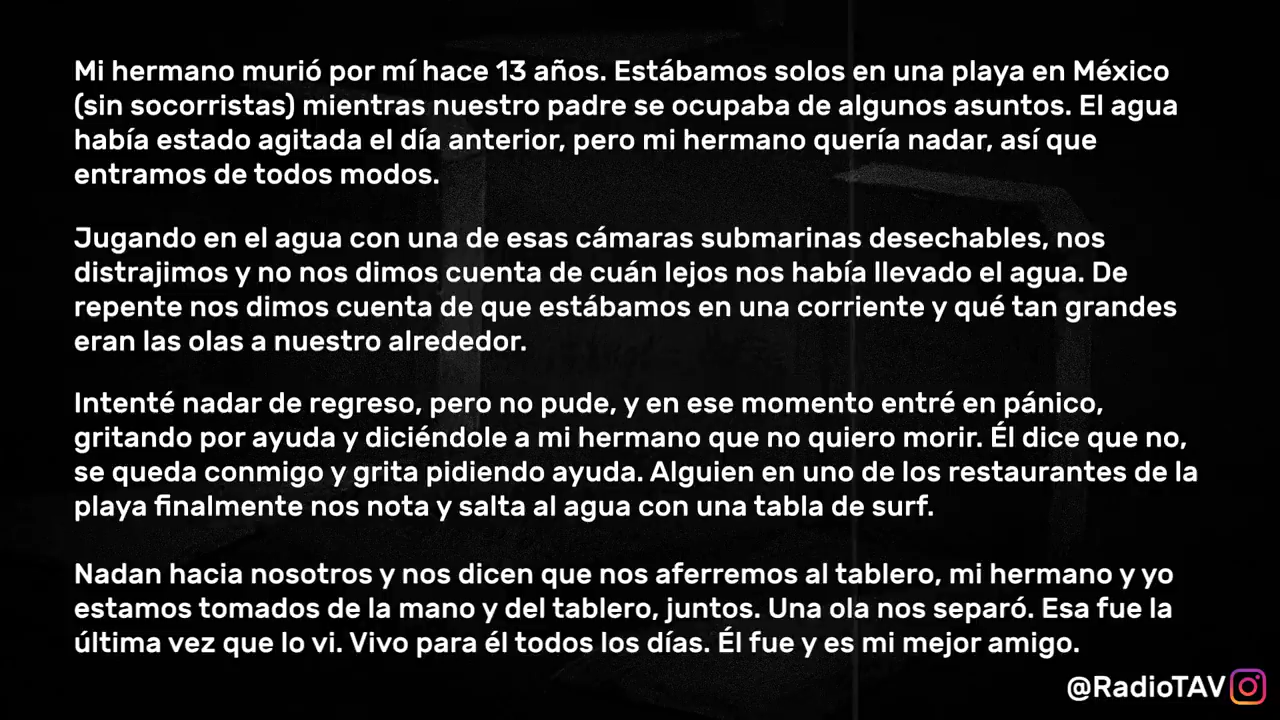 Mi hermano murió por mí hace 13 años. Estábamos solos en una playa en México
(sin socorristas) mientras nuestro padre se ocupaba de algunos asuntos. El agua
había estado agitada el día anterior, pero mi hermano quería nadar, así que
entramos de todos modos.
Jugando en el agua con una de esas cámaras submarinas desechables, nos
distrajimos y no nos dimos cuenta de cuán lejos nos había llevado el agua. De
repente nos dimos cuenta de que estábamos en una corriente y qué tan grandes
eran las olas a nuestro alrededor.
Intenté nadar de regreso, pero no pude, y en ese momento entré en pánico,
gritando por ayuda y diciéndole a mi hermano que no quiero morir. Él dice que no,
se queda conmigo y grita pidiendo ayuda. Alguien en uno de los restaurantes de la
playa finalmente nos nota y salta al agua con una tabla de surf.
Nadan hacia nosotros y nos dicen que nos aferremos al tablero, mi hermano y yo
estamos tomados de la mano y del tablero, juntos. Una ola nos separó. Esa fue la
última vez que lo vi. Vivo para él todos los días. Él fue y es mi mejor amigo.
@RadioTAV